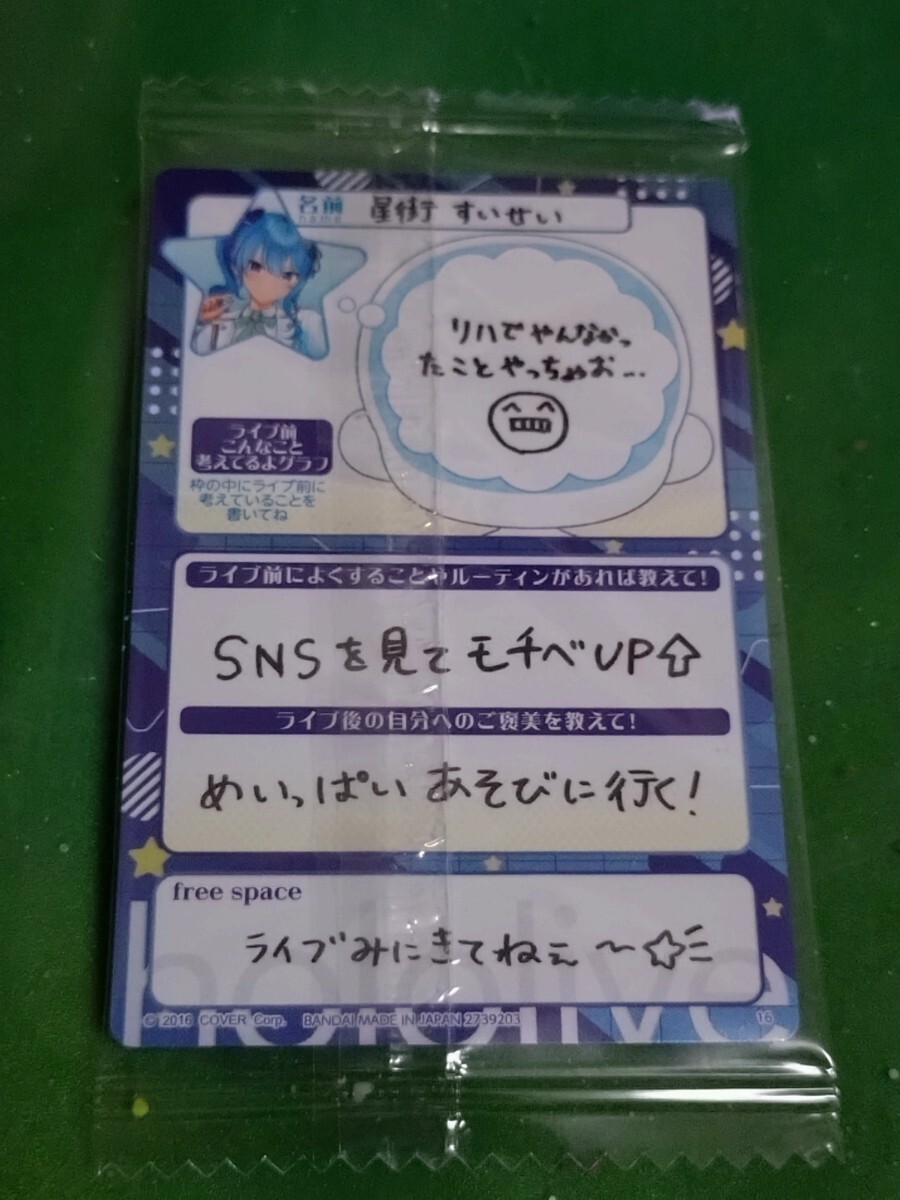 名前 星街 すいせい
name
リハでやんなかっ
たことやっちゃお...
ライブ前
こんなこと
考えてるよグラフ
枠の中にライブ前に
考えていることを
書いてね
ライブ前によくすることやルーティンがあれば教えて!
SNSを見てモチベUP⇧
ライブ後の自分へのご褒美を教えて!
めいっぱいあそびに行く!
free space
ライブみにきてねぇ〜☆
hololive
© 2016 COVER Corp. BANDAI MADE IN JAPAN 2739203 16